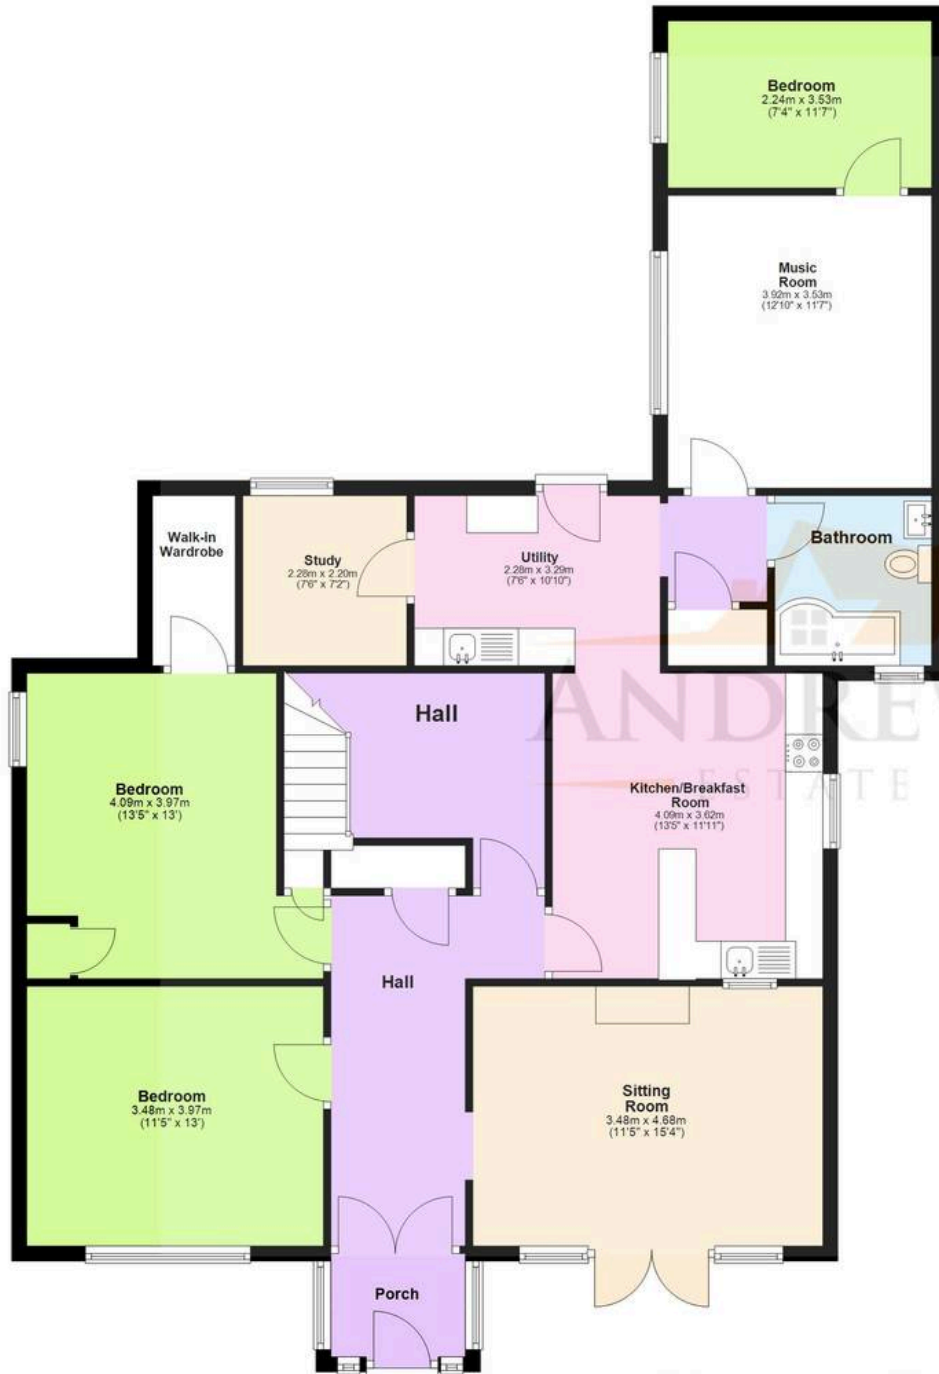 Bedroom
2.24m x 3.53m
(7'4" x 11'7")
Music
Room
3.92m x 3.53m
(12'10" x 11'7")
Walk-in
Wardrobe
Study
2.28m x 2.20m
(7'6" x 7'2")
Utility
2.28m x 3.29m
(7'6" x 10'10")
Bathroom
Hall
ANDREW
ESTATE
Bedroom
4.09m x 3.97m
(13'5" x 13')
Kitchen/Breakfast
Room
4.09m x 3.62m
(13'5" x 11'11")
Hall
Bedroom
3.48m x 3.97m
(11'5" x 13')
Sitting
Room
3.48m x 4.68m
(11'5" x 15'4")
Porch